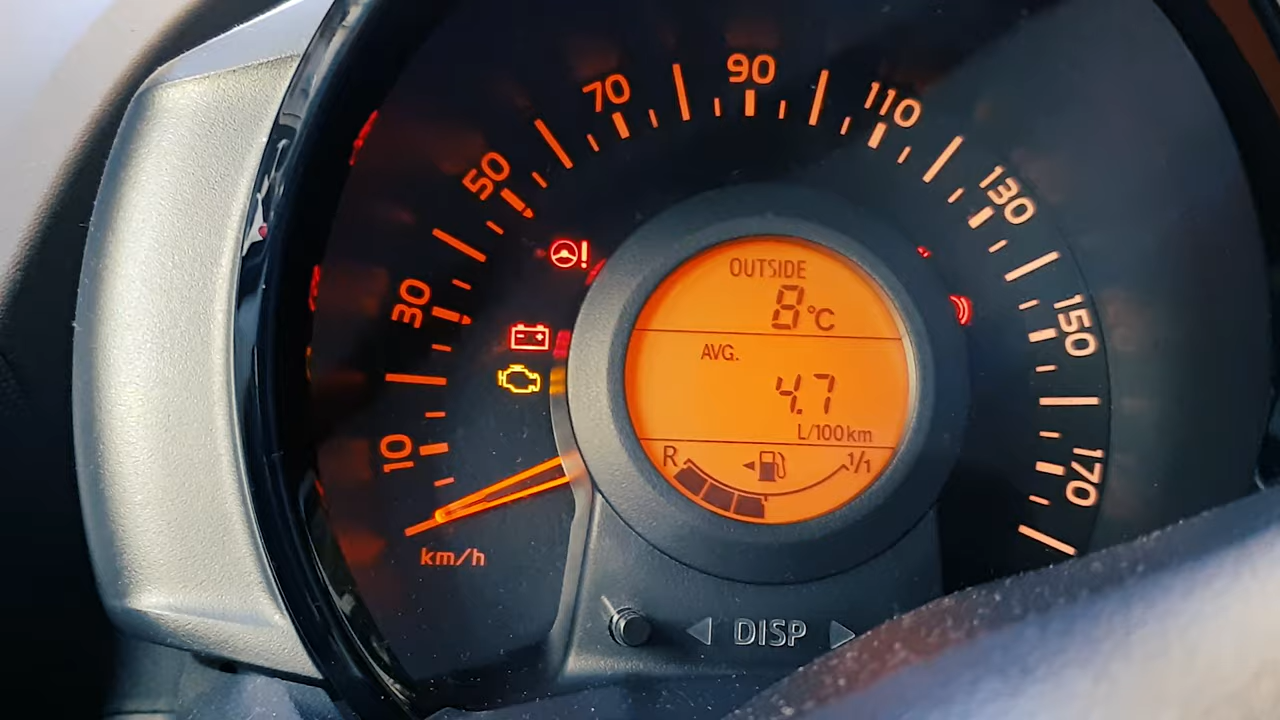 10
30
50
70
90
110
130
150
170
km/h
OUTSIDE
8°C
AVG.
4.7
L/100km
R 1/1
DISP